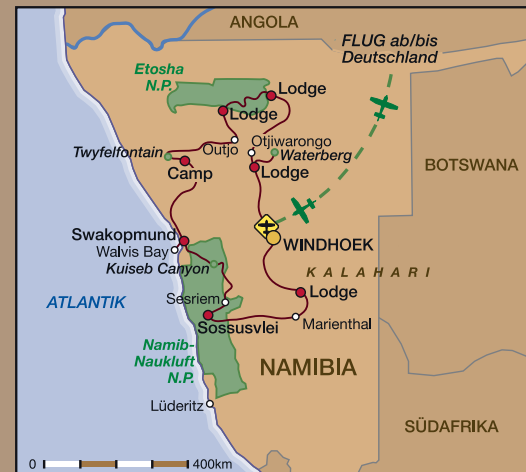 ANGOLA
FLUG ab/bis
Deutschland
Etosha
N.P.
Lodge
Lodge
BOTSWANA
Outjo
Otjiwarongo
Waterberg
Twyfelfontain
Camp
Lodge
Swakopmund
Walvis Bay
WINDHOEK
Kuiseb Canyon
KALAHARI
ATLANTIK
Sesriem
Lodge
Sossusvlei
Marienthal
Namib-
Naukluft
N.P.
NAMIBIA
Lüderitz
SÜDAFRIKA
0 400km